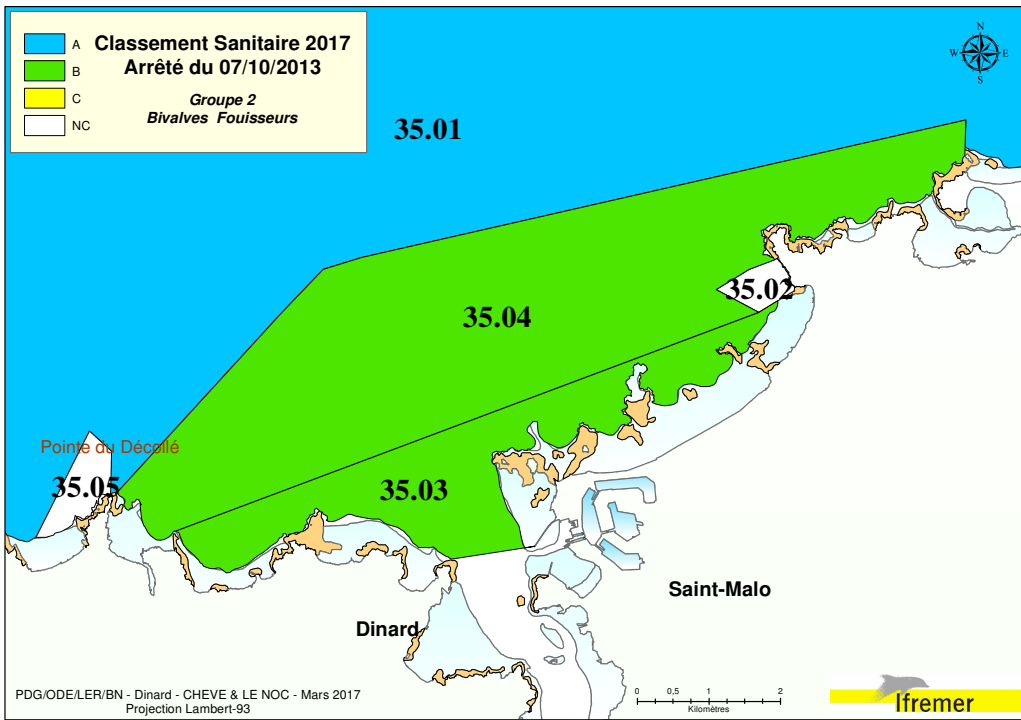 A
Classement Sanitaire 2017
B
Arrêté du 07/10/2013
C
Groupe 2
NC
Bivalves Fouisseurs
N
W E
S
35.01
35.02
35.04
Pointe du Décollé
35.05
35.03
Saint-Malo
Dinard
PDG/ODE/LER/BN - Dinard - CHEVE & LE NOC - Mars 2017
Projection Lambert-93
0 0,5 1 2
Kilomètres
Ifremer